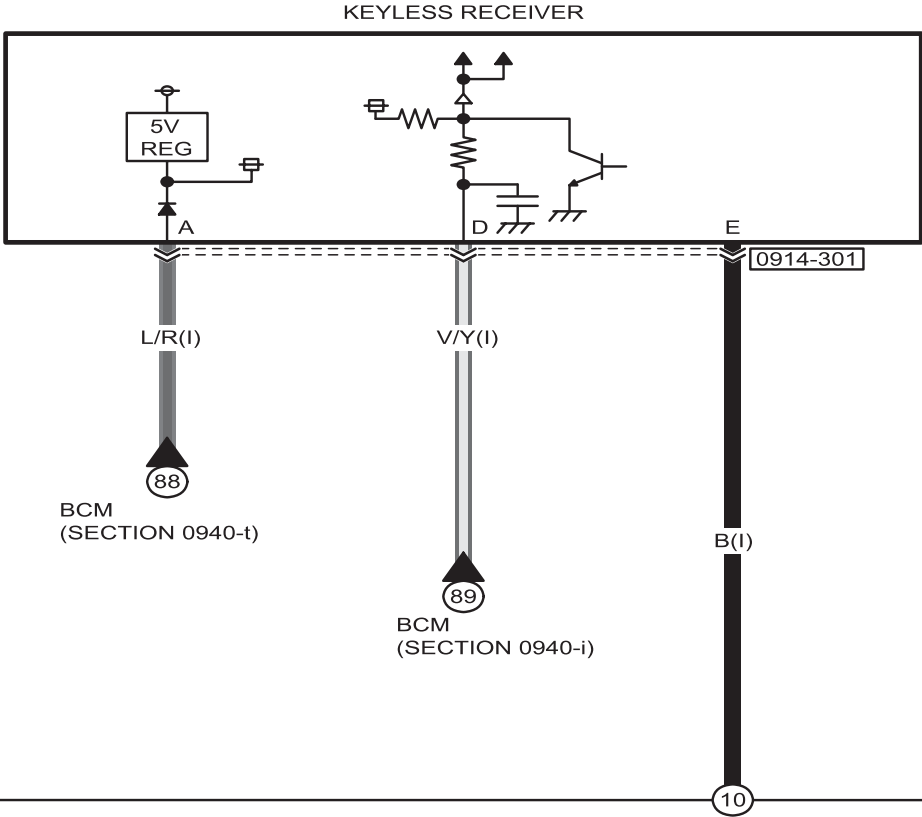 KEYLESS RECEIVER
5V
REG
A
D
E
0914-301
L/R(I)
V/Y(I)
88
BCM
(SECTION 0940-t)
B(I)
89
BCM
(SECTION 0940-i)
10